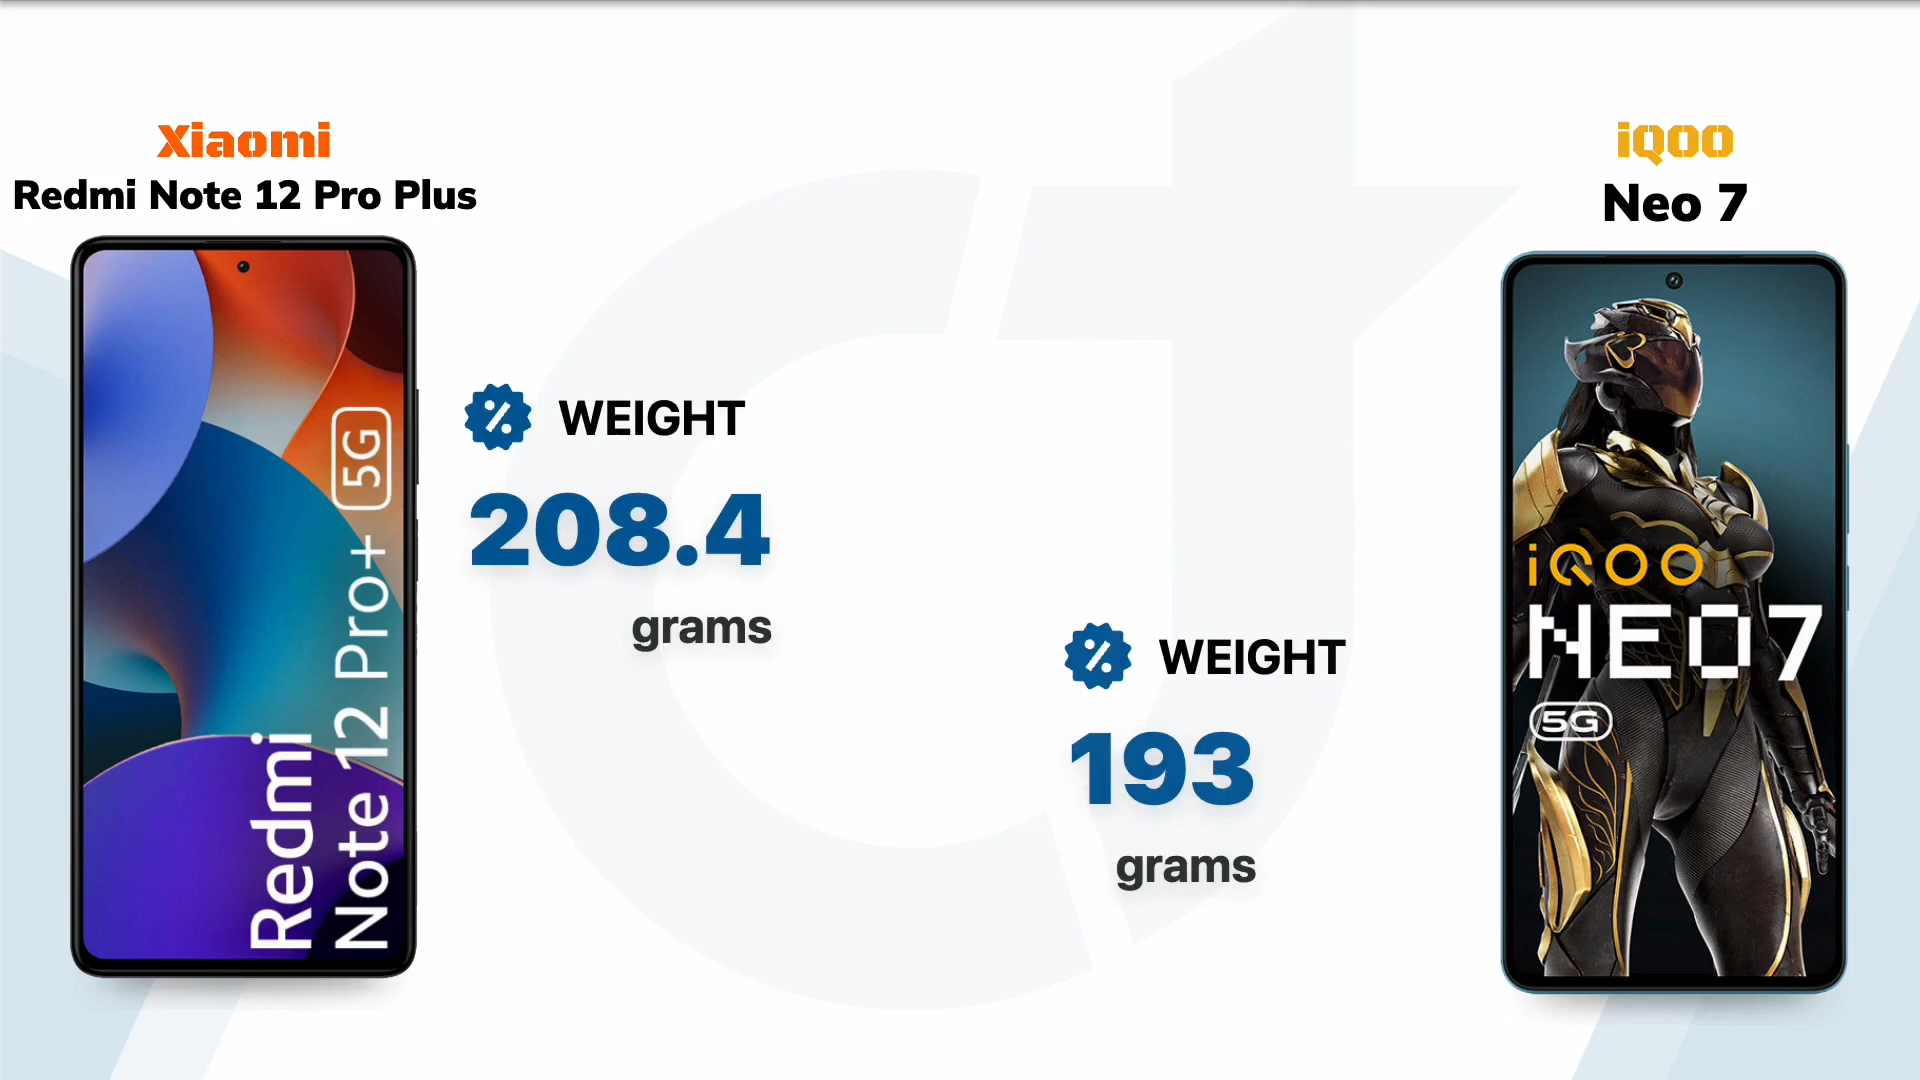 Xiaomi
Redmi Note 12 Pro Plus
Redmi
Note 12 Pro+ 5G
WEIGHT
208.4
grams
WEIGHT
193
grams
iQOO
Neo 7
iQOO
NEO7
5G